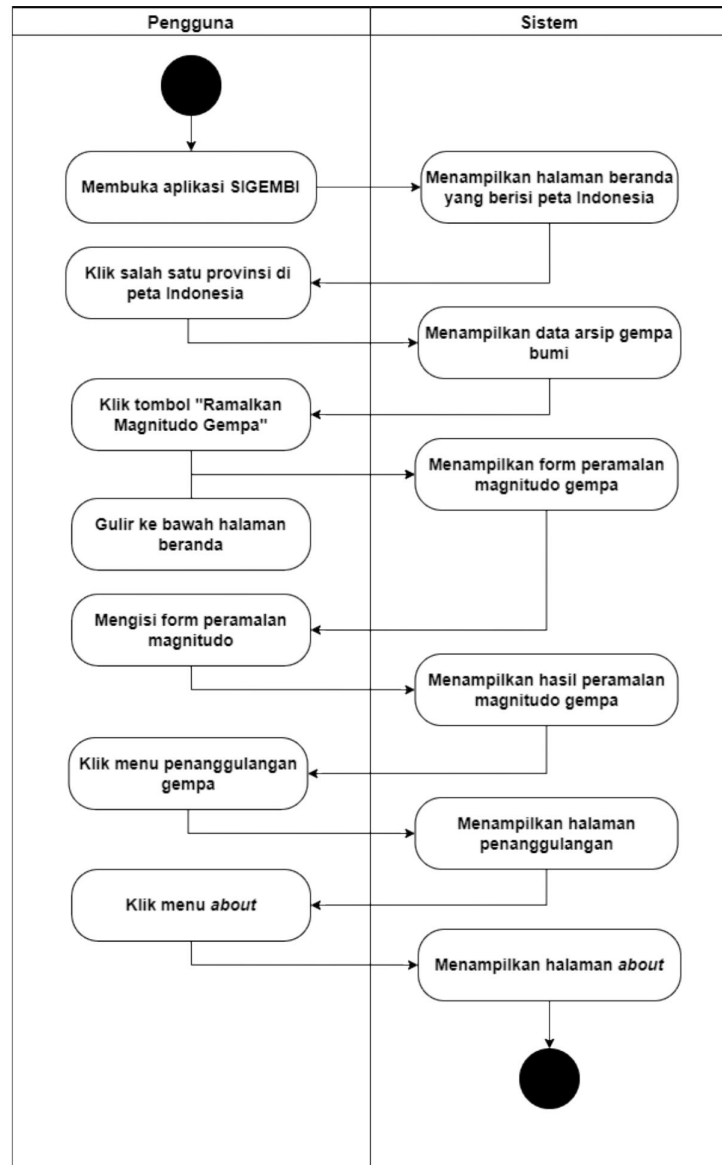 Pengguna
Sistem
Membuka aplikasi SIGEMBI
Menampilkan halaman beranda
yang berisi peta Indonesia
Klik salah satu provinsi di
peta Indonesia
Menampilkan data arsip gempa
bumi
Klik tombol "Ramalkan
Magnitudo Gempa"
Menampilkan form peramalan
magnitudo gempa
Gulir ke bawah halaman
beranda
Mengisi form peramalan
magnitudo
Menampilkan hasil peramalan
magnitudo gempa
Klik menu penanggulangan
gempa
Menampilkan halaman
penanggulangan
Klik menu about
Menampilkan halaman about